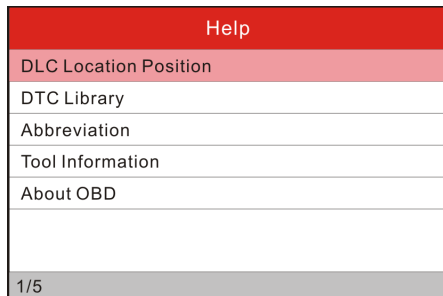 Help
DLC Location Position
DTC Library
Abbreviation
Tool Information
About OBD
1/5